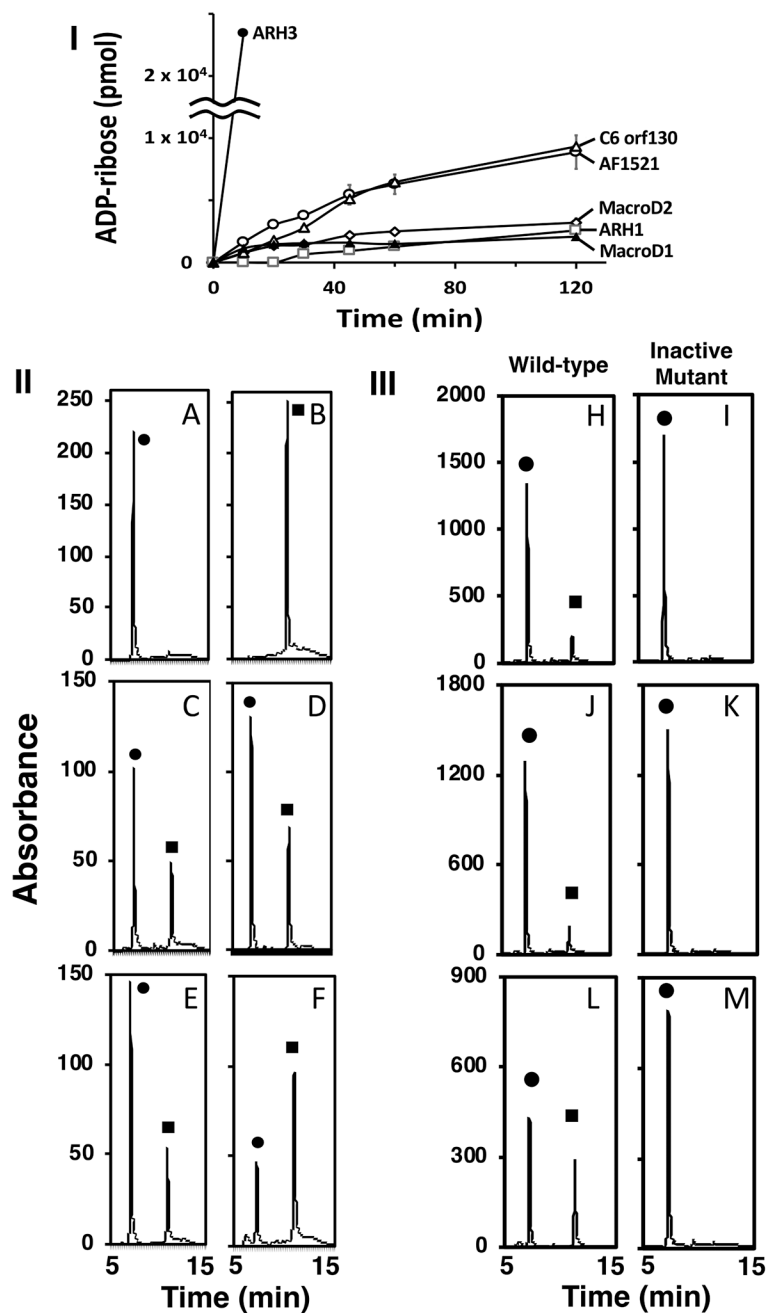 I
ADP-ribose (pmol)
2 x 10⁴
1 x 10⁴
0
ARH3
C6 orf130
AF1521
MacroD2
ARH1
MacroD1
0 40 80 120
Time (min)
II
Absorbance
250
200
150
100
50
0
A
B
150
100
50
0
C
D
150
100
50
0
E
F
5 15 5 15
Time (min)
III
Wild-type
Inactive
Mutant
2000
1500
1000
500
0
H
I
1800
1200
600
0
J
K
900
600
300
0
L
M
5 15 5 15
Time (min)